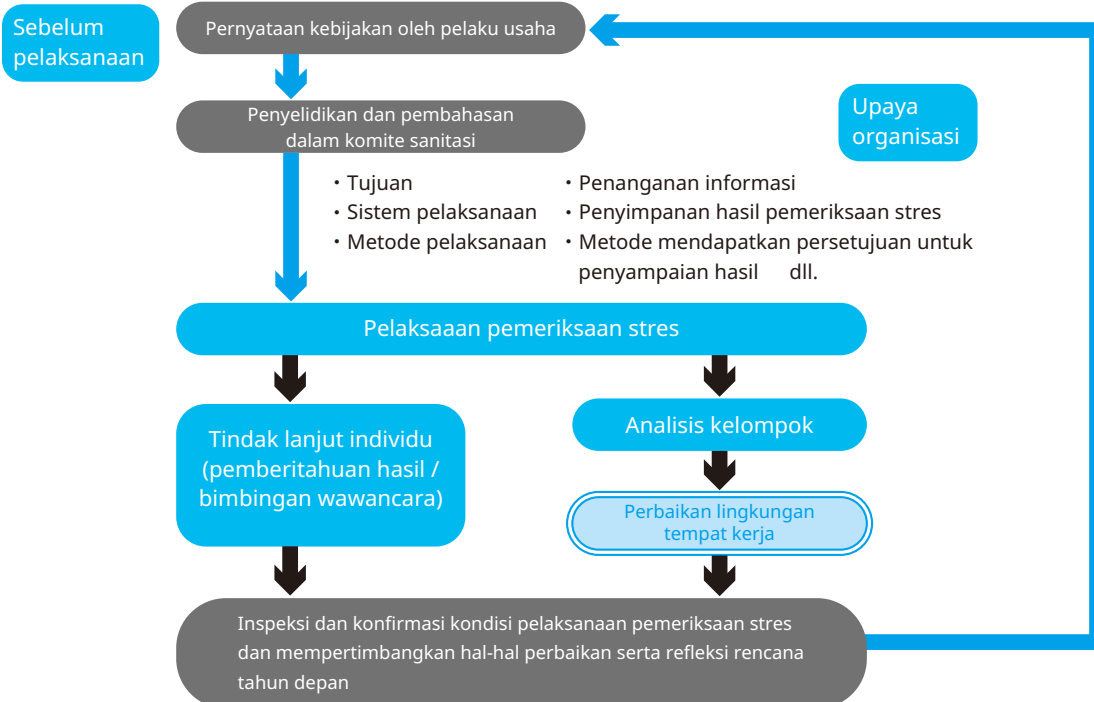 Sebelum
pelaksanaan
Pernyataan kebijakan oleh pelaku usaha
Penyelidikan dan pembahasan
dalam komite sanitasi
Upaya
organisasi
・Tujuan
・Sistem pelaksanaan
・Metode pelaksanaan
・Penanganan informasi
・Penyimpanan hasil pemeriksaan stres
・Metode mendapatkan persetujuan untuk
penyampaian hasil dll.
Pelaksaaan pemeriksaan stres
Tindak lanjut individu
(pemberitahuan hasil /
bimbingan wawancara)
Analisis kelompok
Perbaikan lingkungan
tempat kerja
Inspeksi dan konfirmasi kondisi pelaksanaan pemeriksaan stres
dan mempertimbangkan hal-hal perbaikan serta refleksi rencana
tahun depan